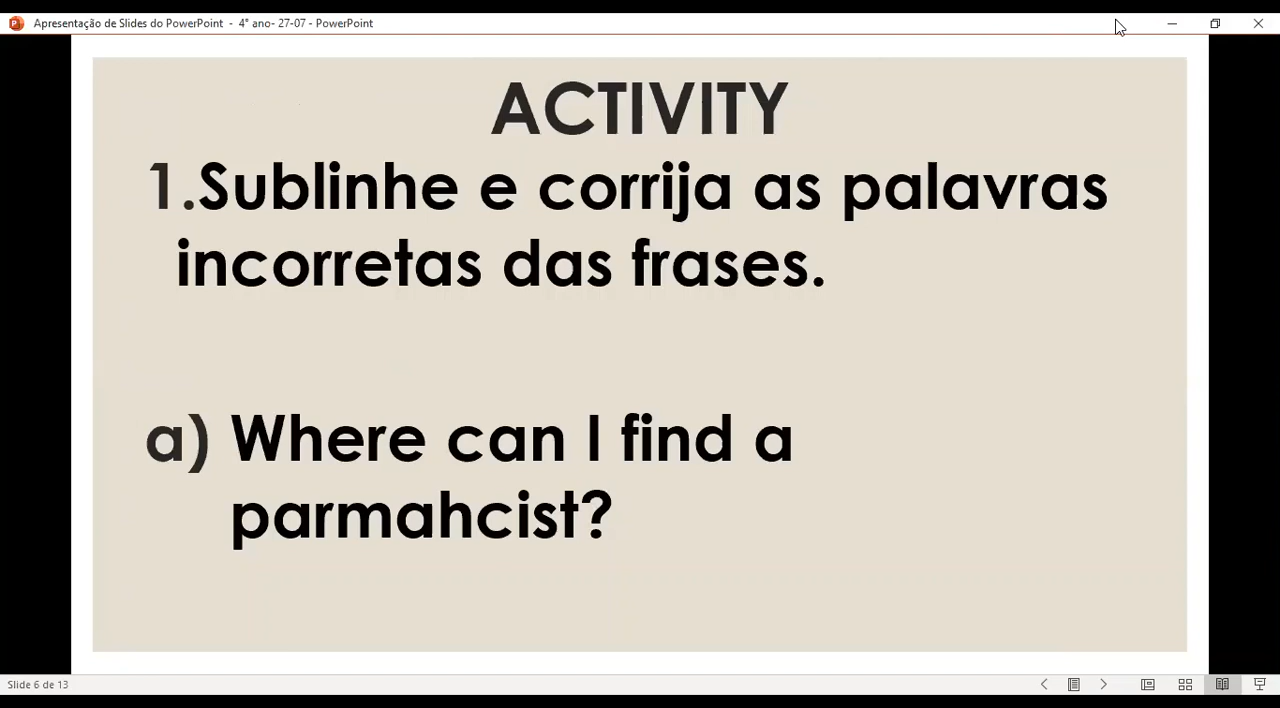 Apresentação de Slides do PowerPoint - 4° ano- 27-07 - PowerPoint
ACTIVITY
1.Sublinhe e corrija as palavras
incorretas das frases.
a) Where can I find a
parmahcist?
Slide 6 de 13